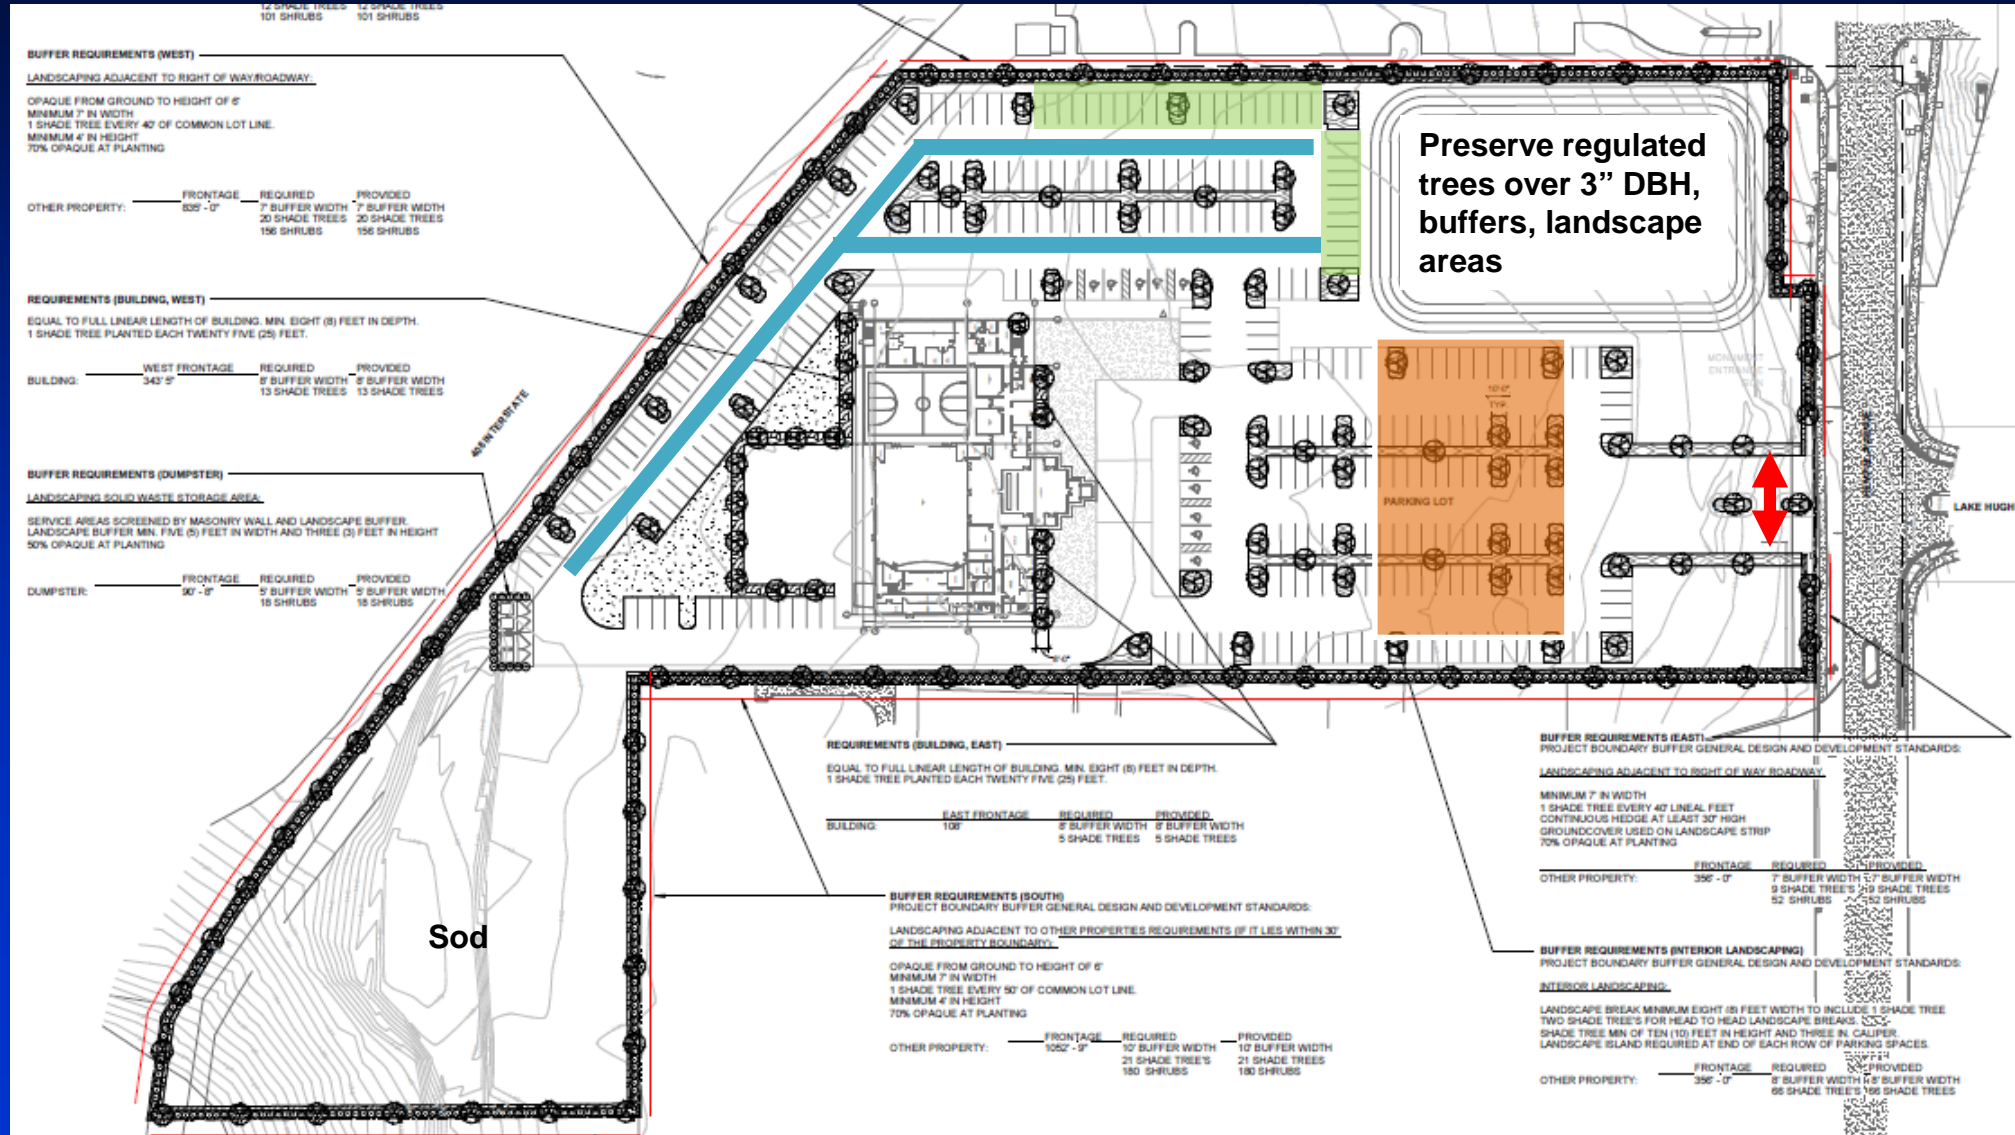 12 SHADE TREES 12 SHADE TREES
101 SHRUBS 101 SHRUBS
BUFFER REQUIREMENTS (WEST)
LANDSCAPING ADJACENT TO RIGHT OF WAY/ROADWAY:
OPAQUE FROM GROUND TO HEIGHT OF 6'
MINIMUM 7' IN WIDTH
1 SHADE TREE EVERY 40' OF COMMON LOT LINE.
MINIMUM 4' IN HEIGHT
70% OPAQUE AT PLANTING
FRONTAGE REQUIRED PROVIDED
OTHER PROPERTY: 835' - 0" 7' BUFFER WIDTH 7' BUFFER WIDTH
20 SHADE TREES 20 SHADE TREES
156 SHRUBS 156 SHRUBS
REQUIREMENTS (BUILDING, WEST)
EQUAL TO FULL LINEAR LENGTH OF BUILDING. MIN. EIGHT (8) FEET IN DEPTH.
1 SHADE TREE PLANTED EACH TWENTY FIVE (25) FEET.
WEST FRONTAGE REQUIRED PROVIDED
BUILDING: 343' 5" 8' BUFFER WIDTH 8' BUFFER WIDTH
13 SHADE TREES 13 SHADE TREES
408 INTERSTATE
BUFFER REQUIREMENTS (DUMPSTER)
LANDSCAPING SOLID WASTE STORAGE AREA:
SERVICE AREAS SCREENED BY MASONRY WALL AND LANDSCAPE BUFFER.
LANDSCAPE BUFFER MIN. FIVE (5) FEET IN WIDTH AND THREE (3) FEET IN HEIGHT
50% OPAQUE AT PLANTING
FRONTAGE REQUIRED PROVIDED
DUMPSTER: 90' - 8" 5' BUFFER WIDTH 5' BUFFER WIDTH
18 SHRUBS 18 SHRUBS
Preserve regulated
trees over 3” DBH,
buffers, landscape
areas
MONUMENT
ENTRANCE
SIGN
10'-0"
TYP.
PARKING LOT
LAKE HUGH
8'-0"
Sod
REQUIREMENTS (BUILDING, EAST)
EQUAL TO FULL LINEAR LENGTH OF BUILDING. MIN. EIGHT (8) FEET IN DEPTH.
1 SHADE TREE PLANTED EACH TWENTY FIVE (25) FEET.
EAST FRONTAGE REQUIRED PROVIDED
BUILDING: 108' 8' BUFFER WIDTH 8' BUFFER WIDTH
5 SHADE TREES 5 SHADE TREES
BUFFER REQUIREMENTS (SOUTH)
PROJECT BOUNDARY BUFFER GENERAL DESIGN AND DEVELOPMENT STANDARDS:
LANDSCAPING ADJACENT TO OTHER PROPERTIES REQUIREMENTS (IF IT LIES WITHIN 30'
OF THE PROPERTY BOUNDARY):
OPAQUE FROM GROUND TO HEIGHT OF 6'
MINIMUM 7' IN WIDTH
1 SHADE TREE EVERY 50' OF COMMON LOT LINE.
MINIMUM 4' IN HEIGHT
70% OPAQUE AT PLANTING
FRONTAGE REQUIRED PROVIDED
OTHER PROPERTY: 1052' - 9" 10' BUFFER WIDTH 10' BUFFER WIDTH
21 SHADE TREE'S 21 SHADE TREES
180 SHRUBS 180 SHRUBS
BUFFER REQUIREMENTS (EAST)
PROJECT BOUNDARY BUFFER GENERAL DESIGN AND DEVELOPMENT STANDARDS:
LANDSCAPING ADJACENT TO RIGHT OF WAY ROADWAY.
MINIMUM 7' IN WIDTH
1 SHADE TREE EVERY 40' LINEAL FEET
CONTINUOUS HEDGE AT LEAST 30" HIGH
GROUNDCOVER USED ON LANDSCAPE STRIP
70% OPAQUE AT PLANTING
FRONTAGE REQUIRED PROVIDED
OTHER PROPERTY: 356' - 0" 7' BUFFER WIDTH 7' BUFFER WIDTH
9 SHADE TREE'S 9 SHADE TREES
52 SHRUBS 52 SHRUBS
BUFFER REQUIREMENTS (INTERIOR LANDSCAPING)
PROJECT BOUNDARY BUFFER GENERAL DESIGN AND DEVELOPMENT STANDARDS:
INTERIOR LANDSCAPING:
LANDSCAPE BREAK MINIMUM EIGHT (8) FEET WIDTH TO INCLUDE 1 SHADE TREE
TWO SHADE TREE'S FOR HEAD TO HEAD LANDSCAPE BREAKS.
SHADE TREE MIN OF TEN (10) FEET IN HEIGHT AND THREE IN. CALIPER.
LANDSCAPE ISLAND REQUIRED AT END OF EACH ROW OF PARKING SPACES.
FRONTAGE REQUIRED PROVIDED
OTHER PROPERTY: 356' - 0" 8' BUFFER WIDTH 8' BUFFER WIDTH
66 SHADE TREE'S 66 SHADE TREES